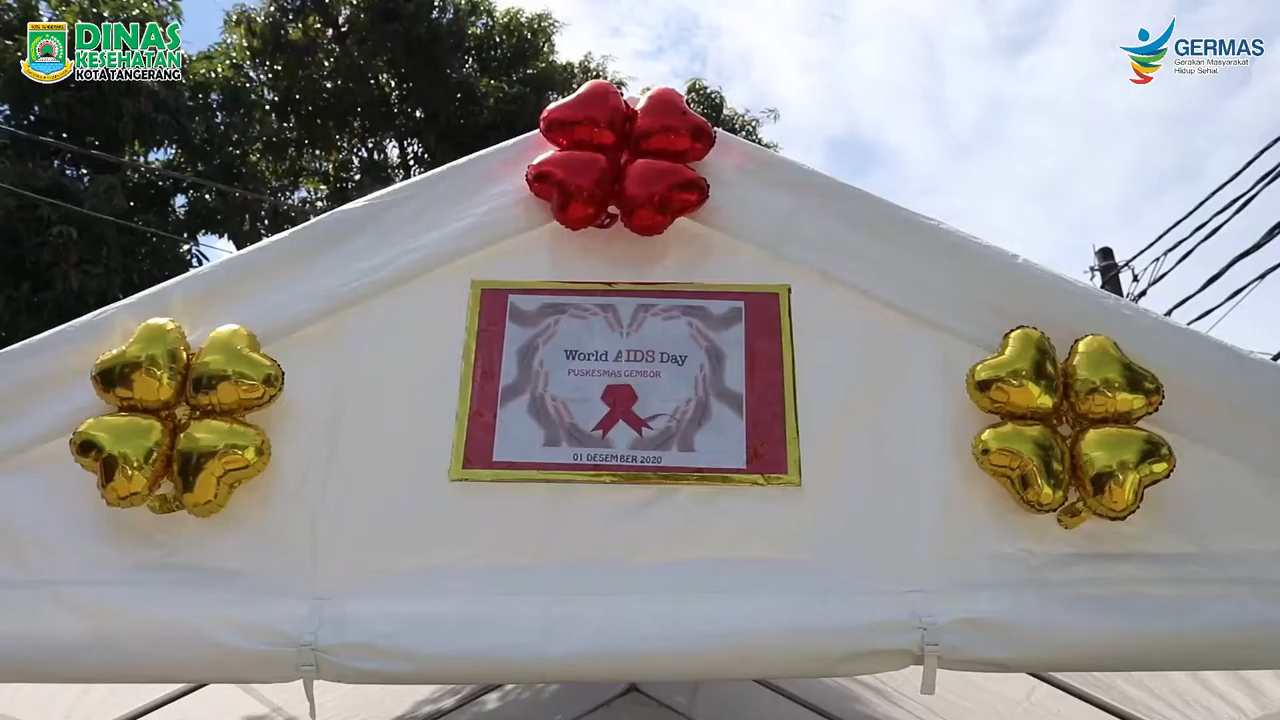 DINAS
KESEHATAN
KOTA TANGERANG
GERMAS
Gerakan Masyarakat
Hidup Sehat
World AIDS Day
PUSKESMAS GEMBOR
01 DESEMBER 2020